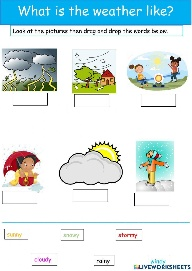 What is the weather like?
Look at the pictures then drag and drop the words below.
sunny
snowy
stormy
cloudy
rainy
windy
LIVEWORKSHEETS